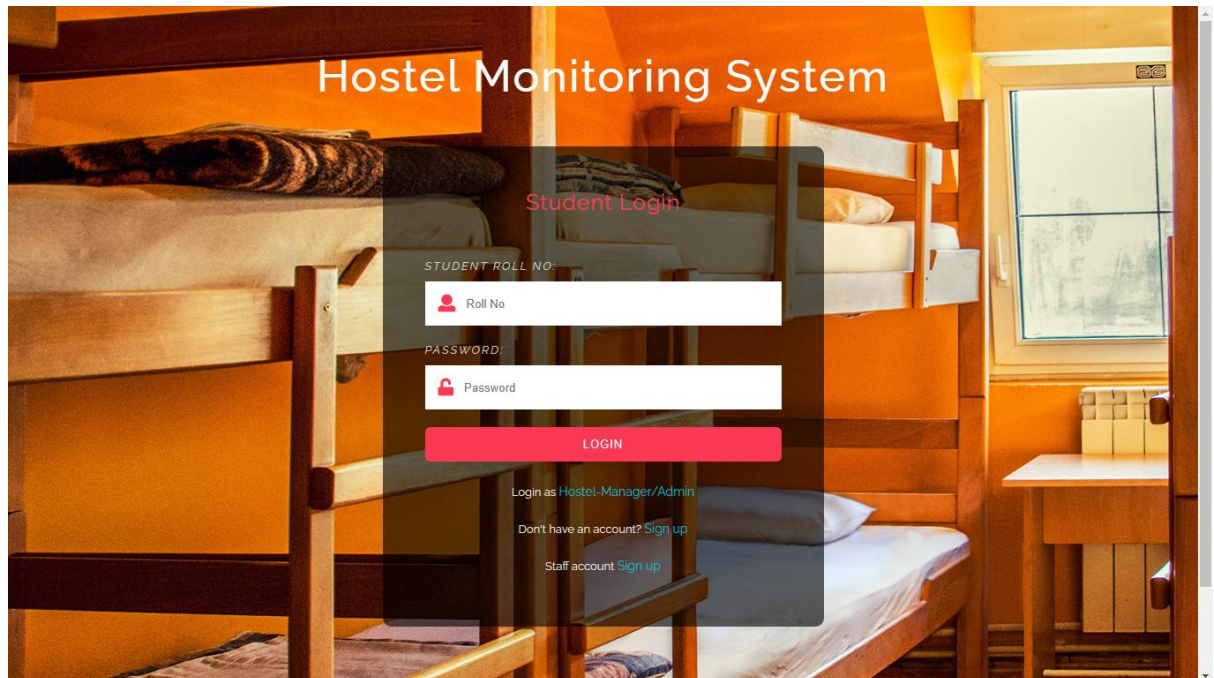 Hostel Monitoring System
Student Login
STUDENT ROLL NO:
Roll No
PASSWORD:
Password
LOGIN
Login as Hostel-Manager/Admin
Don't have an account? Sign up
Staff account Sign up